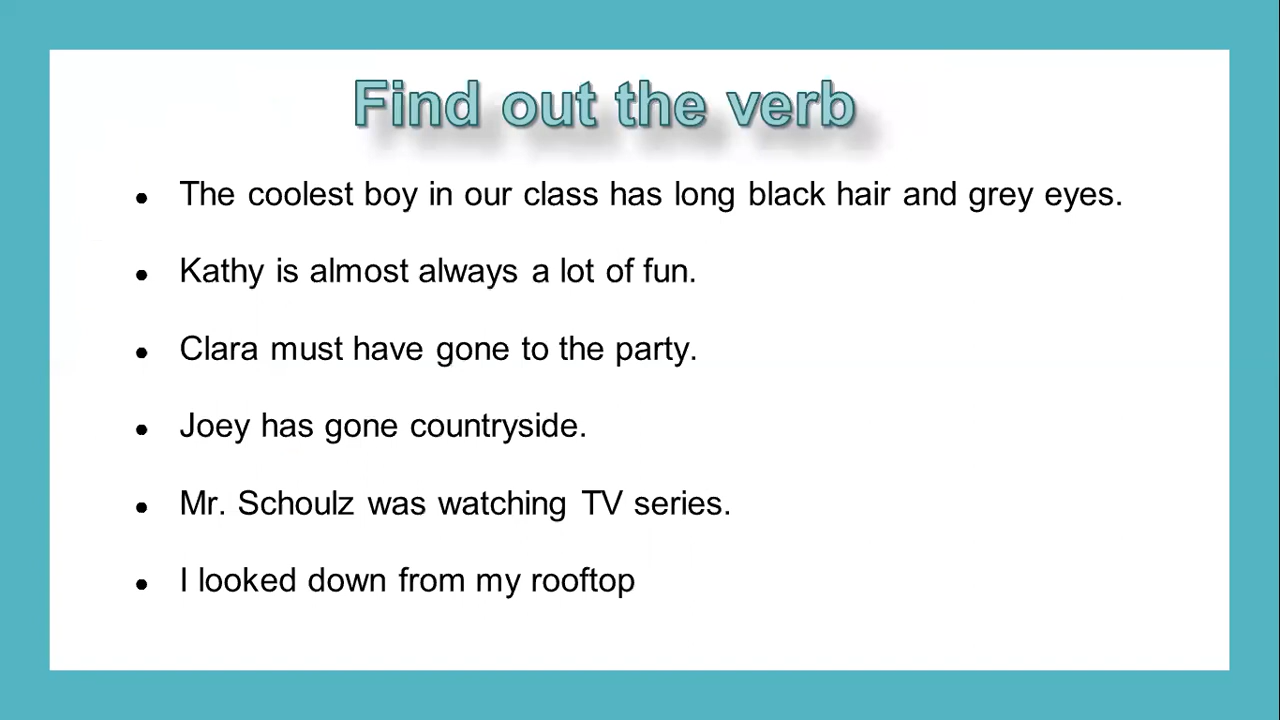 Find out the verb
• The coolest boy in our class has long black hair and grey eyes.
• Kathy is almost always a lot of fun.
• Clara must have gone to the party.
• Joey has gone countryside.
• Mr. Schoulz was watching TV series.
• I looked down from my rooftop